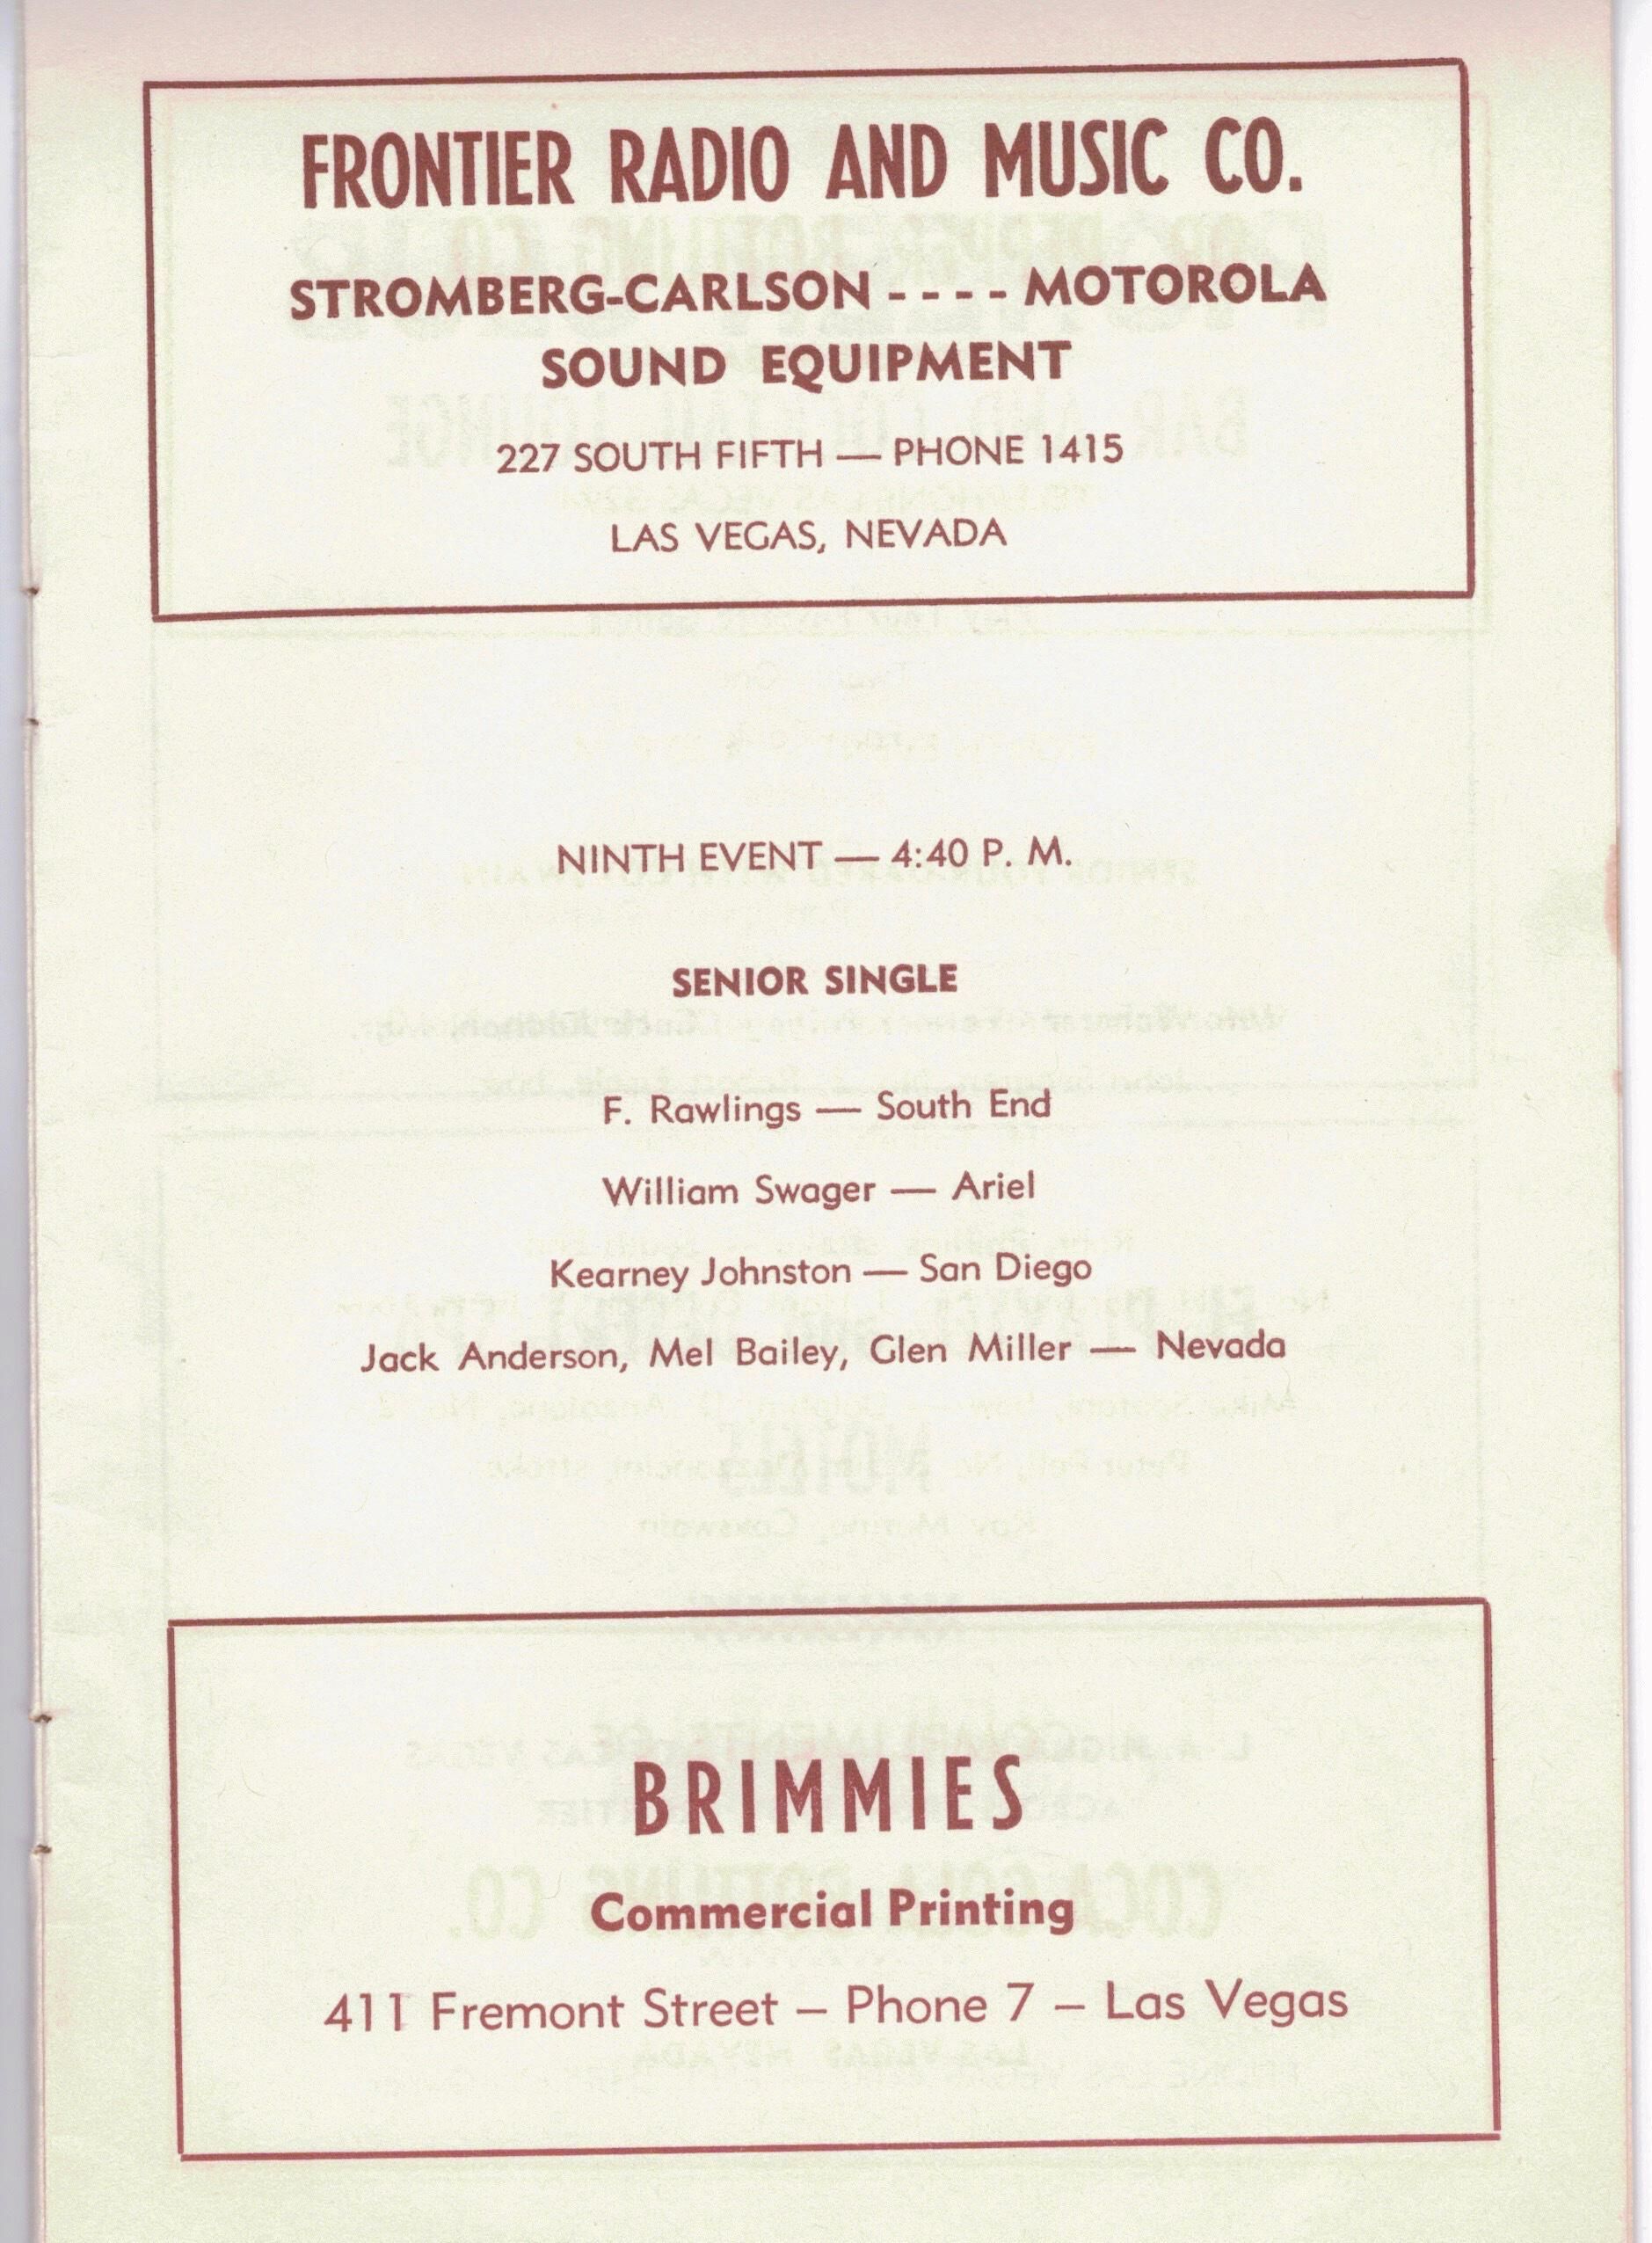 FRONTIER RADIO AND MUSIC CO.
STROMBERG-CARLSON - - - - MOTOROLA
SOUND EQUIPMENT
227 SOUTH FIFTH — PHONE 1415
LAS VEGAS, NEVADA
NINTH EVENT — 4:40 P. M.
SENIOR SINGLE
F. Rawlings — South End
William Swager — Ariel
Kearney Johnston — San Diego
Jack Anderson, Mel Bailey, Glen Miller — Nevada
BRIMMIES
Commercial Printing
411 Fremont Street – Phone 7 – Las Vegas